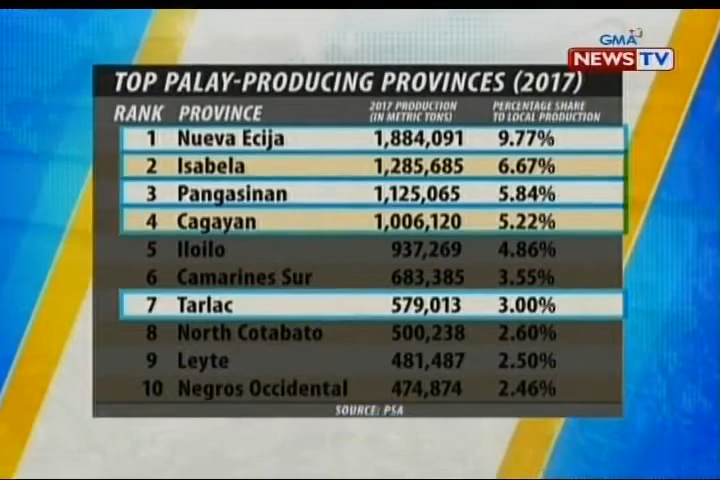 GMA
NEWS TV
TOP PALAY-PRODUCING PROVINCES (2017)
RANK PROVINCE 2017 PRODUCTION (IN METRIC TONS) PERCENTAGE SHARE TO LOCAL PRODUCTION
1 Nueva Ecija 1,884,091 9.77%
2 Isabela 1,285,685 6.67%
3 Pangasinan 1,125,065 5.84%
4 Cagayan 1,006,120 5.22%
5 Iloilo 937,269 4.86%
6 Camarines Sur 683,385 3.55%
7 Tarlac 579,013 3.00%
8 North Cotabato 500,238 2.60%
9 Leyte 481,487 2.50%
10 Negros Occidental 474,874 2.46%
SOURCE: PSA